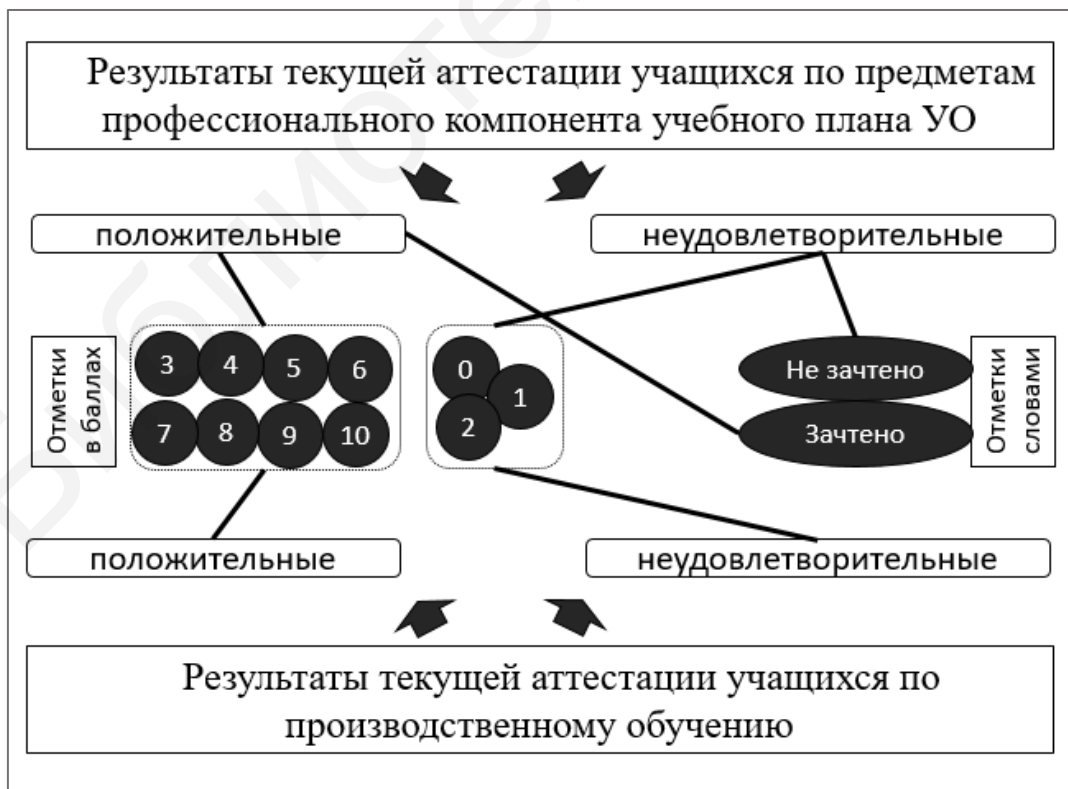 Результаты текущей аттестации учащихся по предметам
профессионального компонента учебного плана УО
положительные
неудовлетворительные
Отметки
в баллах
3 4 5 6
7 8 9 10
0
1
2
Не зачтено
Зачтено
Отметки
словами
положительные
неудовлетворительные
Результаты текущей аттестации учащихся по
производственному обучению